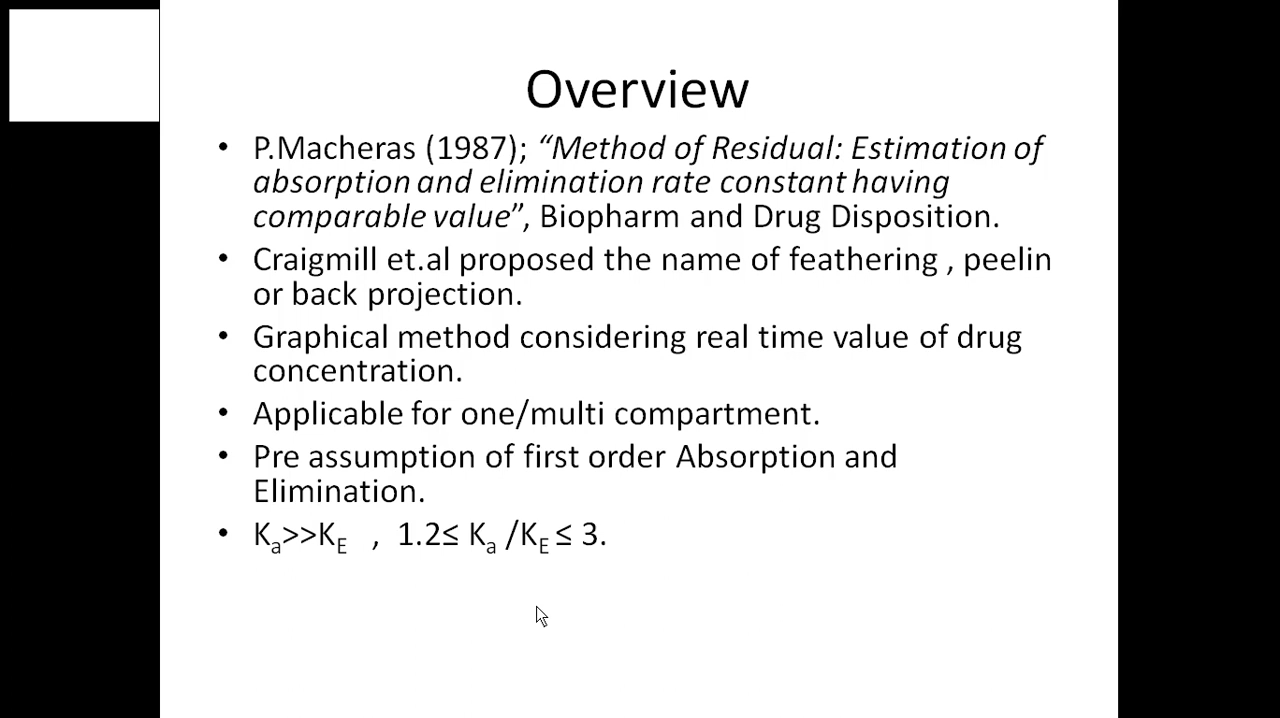 Overview
• P.Macheras (1987); “Method of Residual: Estimation of
absorption and elimination rate constant having
comparable value”, Biopharm and Drug Disposition.
• Craigmill et.al proposed the name of feathering , peelin
or back projection.
• Graphical method considering real time value of drug
concentration.
• Applicable for one/multi compartment.
• Pre assumption of first order Absorption and
Elimination.
• Kₐ>>K_E , 1.2≤ Kₐ /K_E ≤ 3.